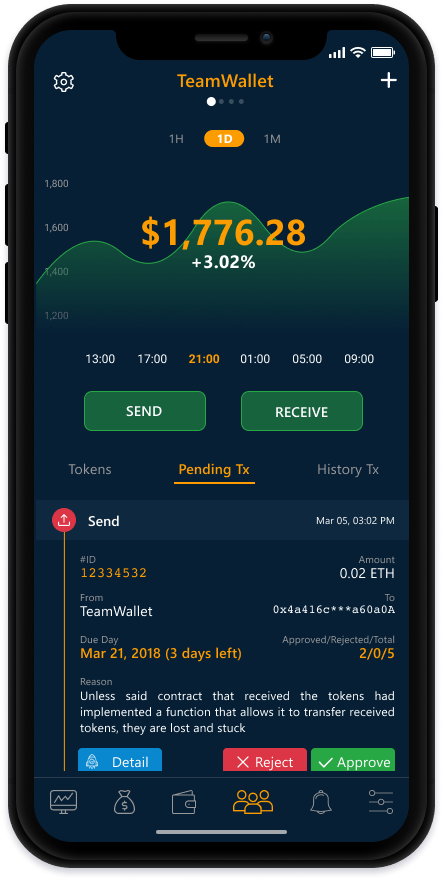 TeamWallet
1H 1D 1M
1,800
1,600
$1,776.28
+3.02%
1,400
1,200
13:00 17:00 21:00 01:00 05:00 09:00
SEND RECEIVE
Tokens Pending Tx History Tx
Send Mar 05, 03:02 PM
#ID Amount
12334532 0.02 ETH
From To
TeamWallet 0x4a416c***a60a0A
Due Day Approved/Rejected/Total
Mar 21, 2018 (3 days left) 2/0/5
Reason
Unless said contract that received the tokens had
implemented a function that allows it to transfer received
tokens, they are lost and stuck
Detail Reject Approve